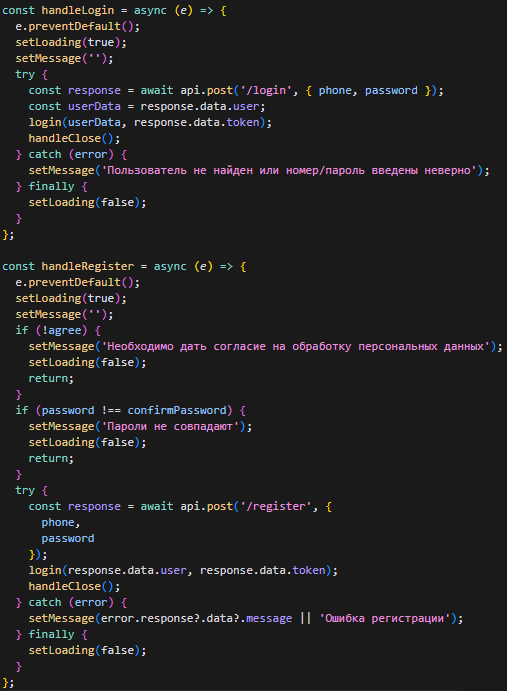 const handleLogin = async (e) => {
  e.preventDefault();
  setLoading(true);
  setMessage('');
  try {
    const response = await api.post('/login', { phone, password });
    const userData = response.data.user;
    login(userData, response.data.token);
    handleClose();
  } catch (error) {
    setMessage('Пользователь не найден или номер/пароль введены неверно');
  } finally {
    setLoading(false);
  }
};

const handleRegister = async (e) => {
  e.preventDefault();
  setLoading(true);
  setMessage('');
  if (!agree) {
    setMessage('Необходимо дать согласие на обработку персональных данных');
    setLoading(false);
    return;
  }
  if (password !== confirmPassword) {
    setMessage('Пароли не совпадают');
    setLoading(false);
    return;
  }
  try {
    const response = await api.post('/register', {
      phone,
      password
    });
    login(response.data.user, response.data.token);
    handleClose();
  } catch (error) {
    setMessage(error.response?.data?.message || 'Ошибка регистрации');
  } finally {
    setLoading(false);
  }
};